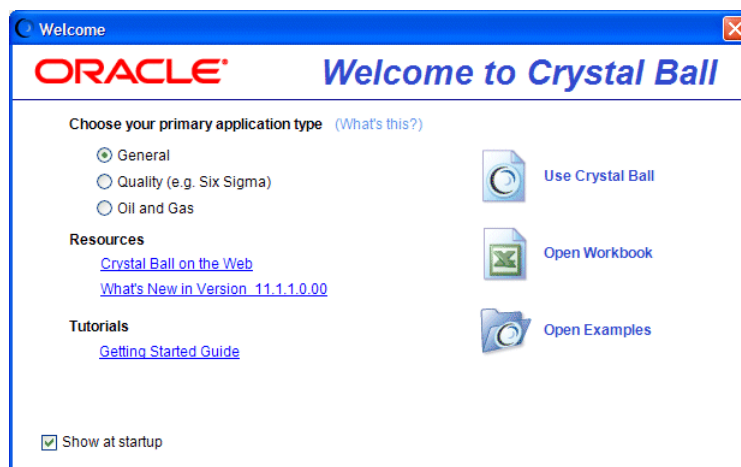 Welcome
ORACLE® Welcome to Crystal Ball
Choose your primary application type (What's this?)
General
Quality (e.g. Six Sigma)
Oil and Gas
Resources
Crystal Ball on the Web
What's New in Version 11.1.1.0.00
Tutorials
Getting Started Guide
Use Crystal Ball
Open Workbook
Open Examples
Show at startup